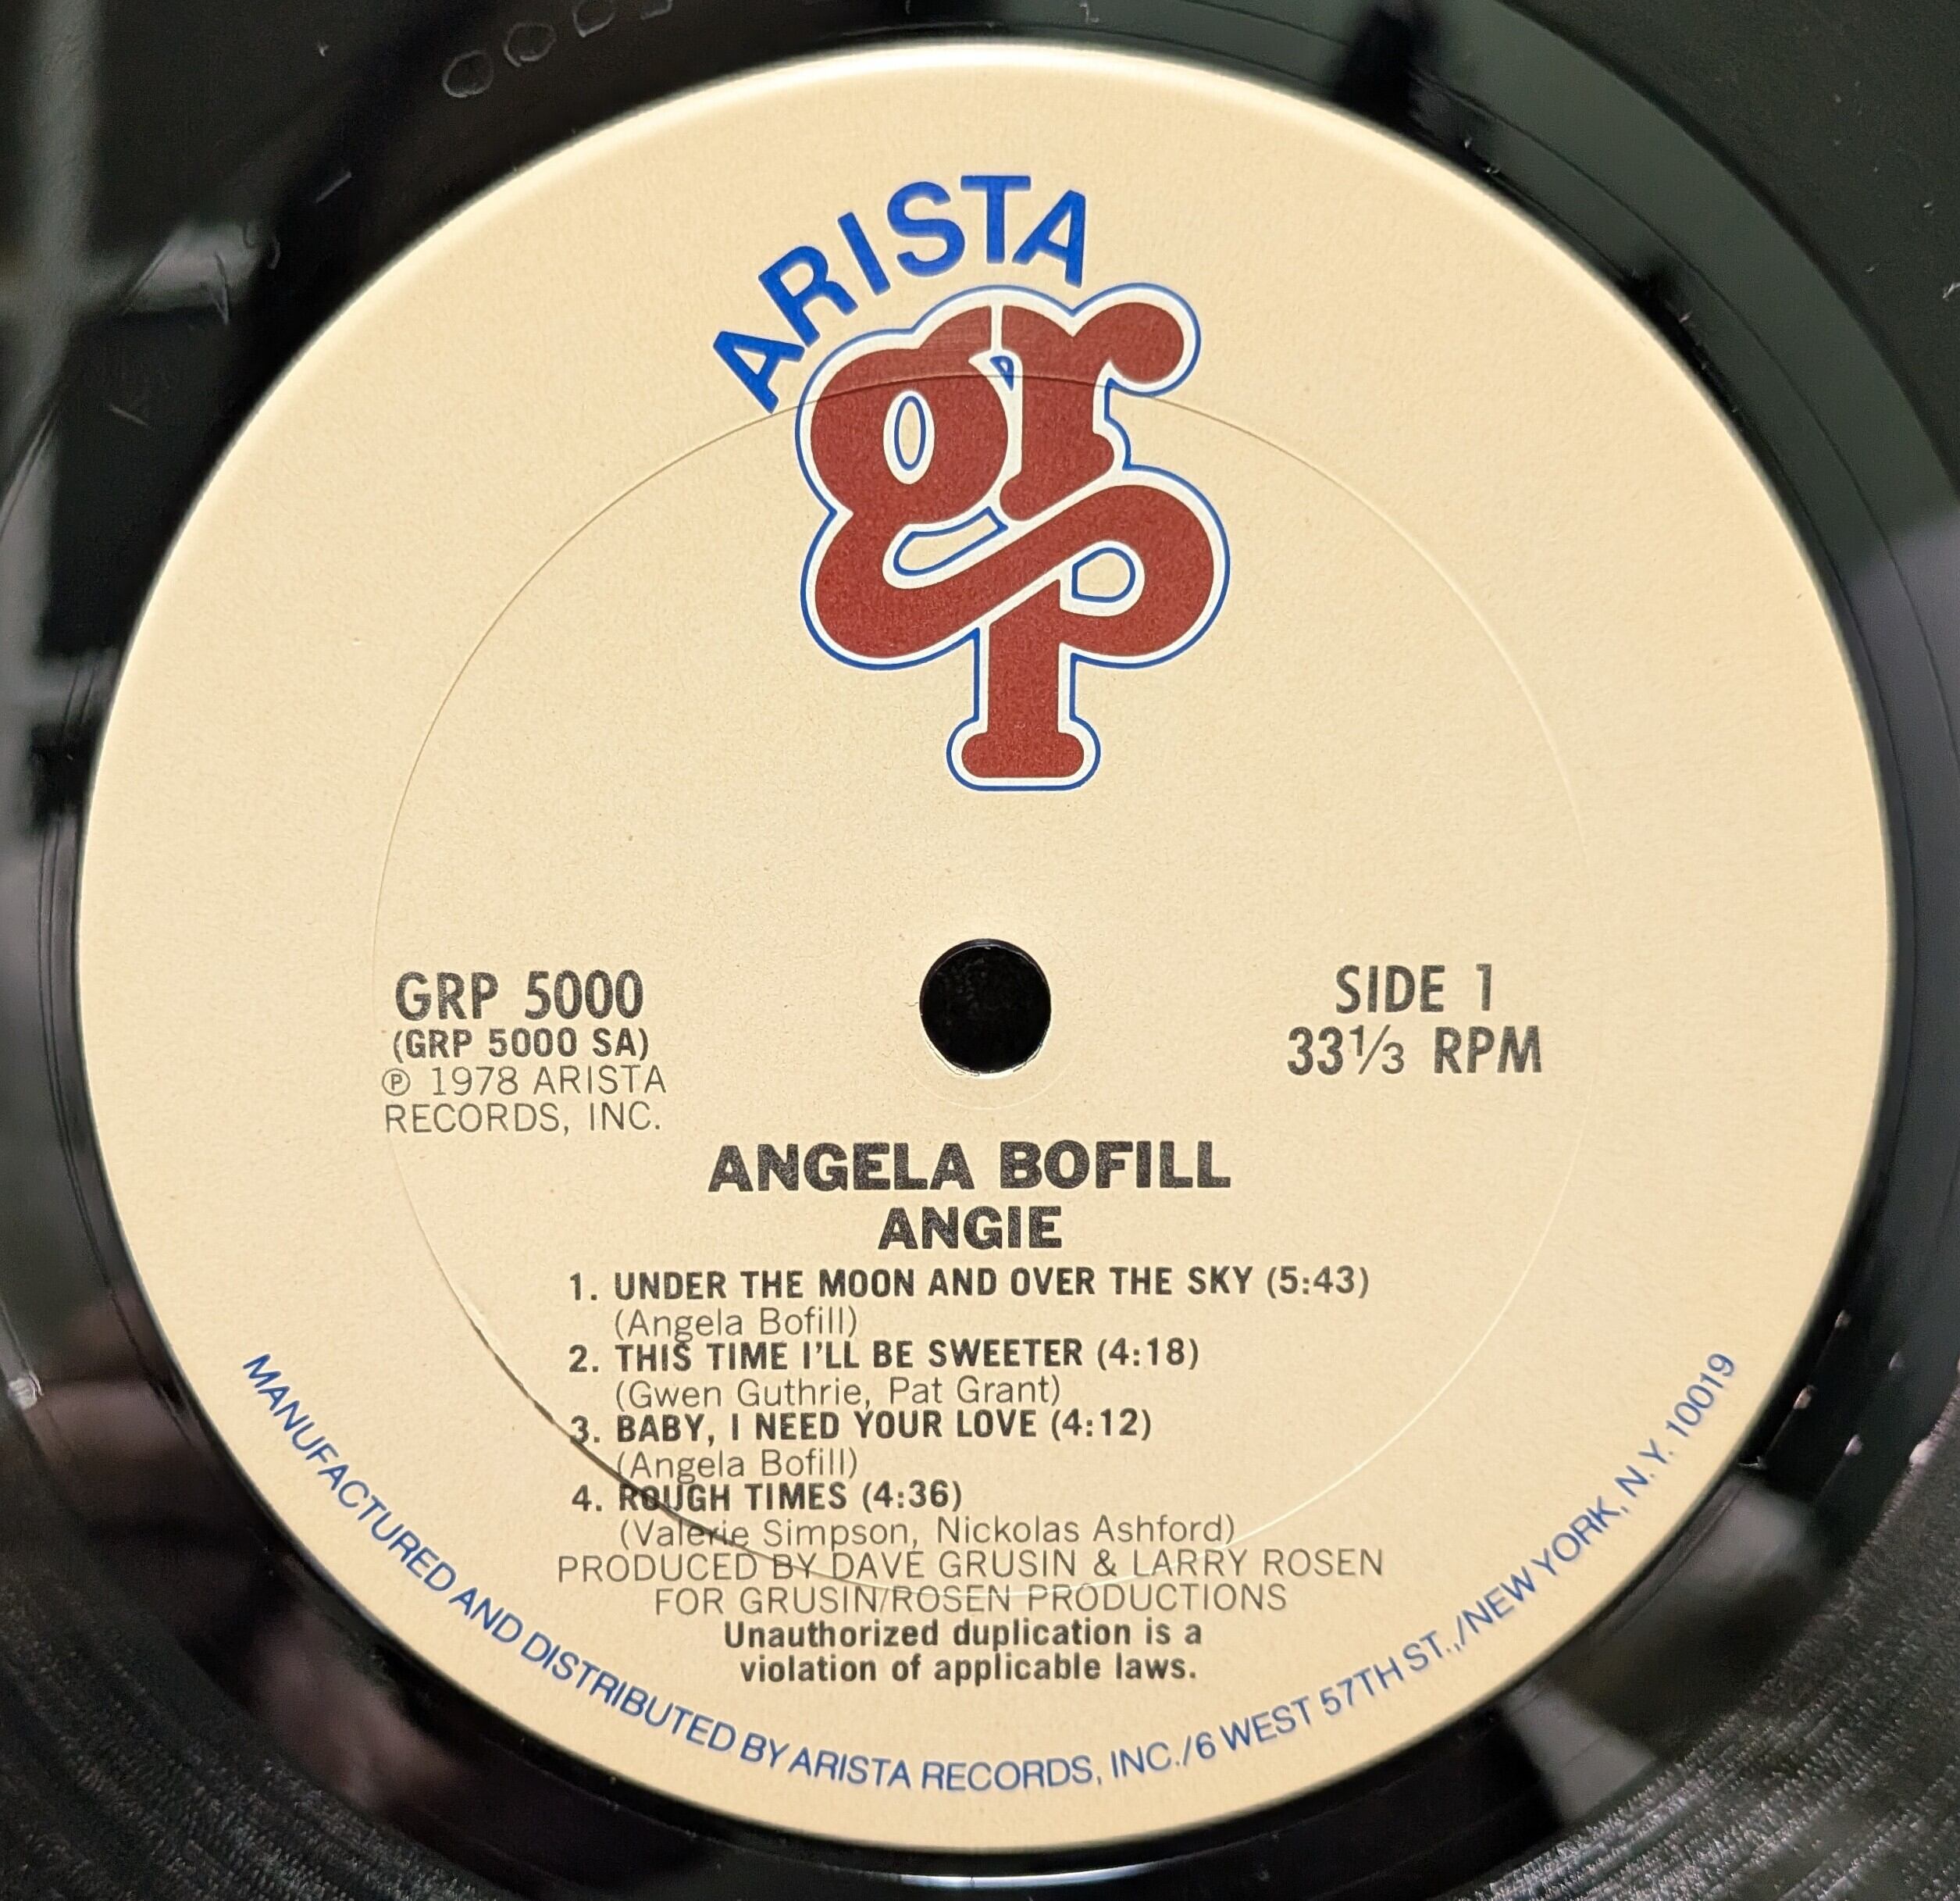 ARISTA
grp
GRP 5000
(GRP 5000 SA)
℗ 1978 ARISTA
RECORDS, INC.
SIDE 1
33⅓ RPM
ANGELA BOFILL
ANGIE
1. UNDER THE MOON AND OVER THE SKY (5:43)
(Angela Bofill)
2. THIS TIME I'LL BE SWEETER (4:18)
(Gwen Guthrie, Pat Grant)
3. BABY, I NEED YOUR LOVE (4:12)
(Angela Bofill)
4. ROUGH TIMES (4:36)
(Valerie Simpson, Nickolas Ashford)
PRODUCED BY DAVE GRUSIN & LARRY ROSEN
FOR GRUSIN/ROSEN PRODUCTIONS
Unauthorized duplication is a
violation of applicable laws.
MANUFACTURED AND DISTRIBUTED BY ARISTA RECORDS, INC./6 WEST 57TH ST.,/NEW YORK, N.Y. 10019